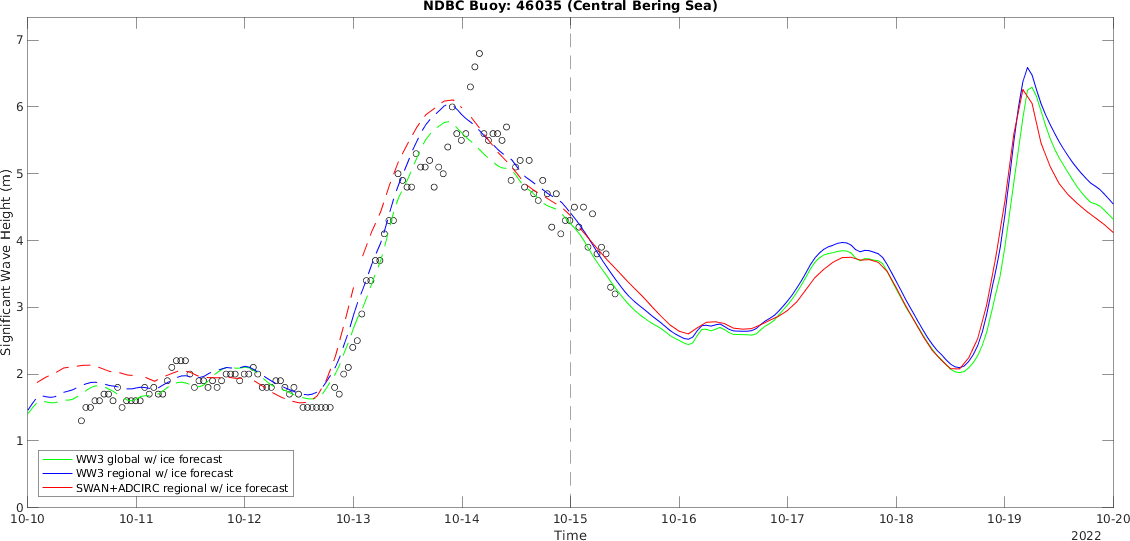 NDBC Buoy: 46035 (Central Bering Sea)
7
6
5
4
3
2
1
0
Significant Wave Height (m)
WW3 global w/ ice forecast
WW3 regional w/ ice forecast
SWAN+ADCIRC regional w/ ice forecast
10-10 10-11 10-12 10-13 10-14 10-15 10-16 10-17 10-18 10-19 10-20
Time
2022